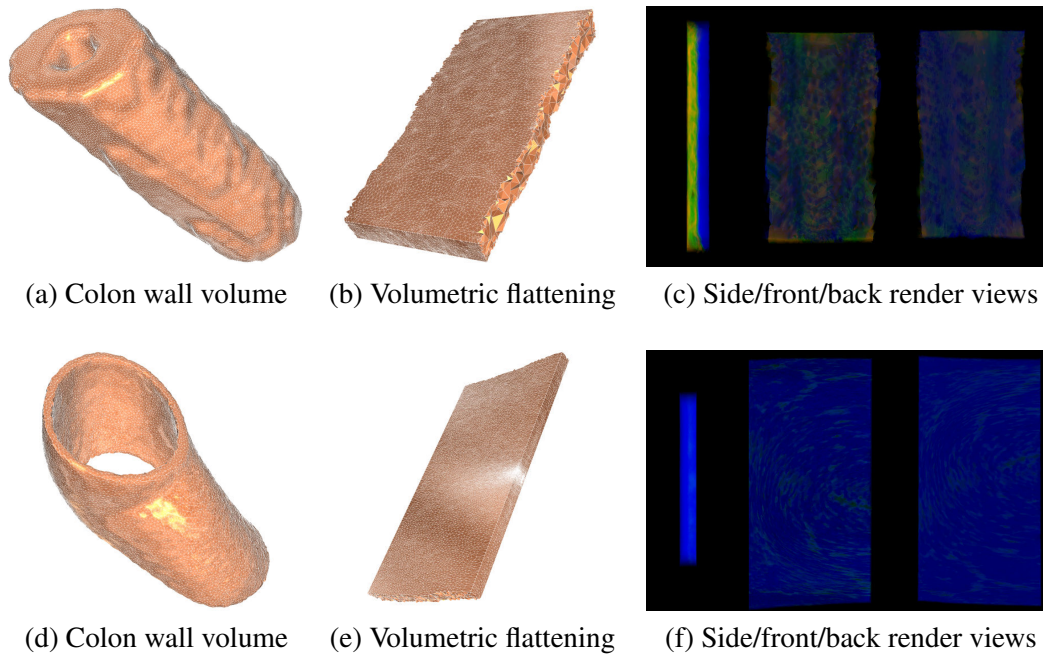 (a) Colon wall volume
(b) Volumetric flattening
(c) Side/front/back render views
(d) Colon wall volume
(e) Volumetric flattening
(f) Side/front/back render views